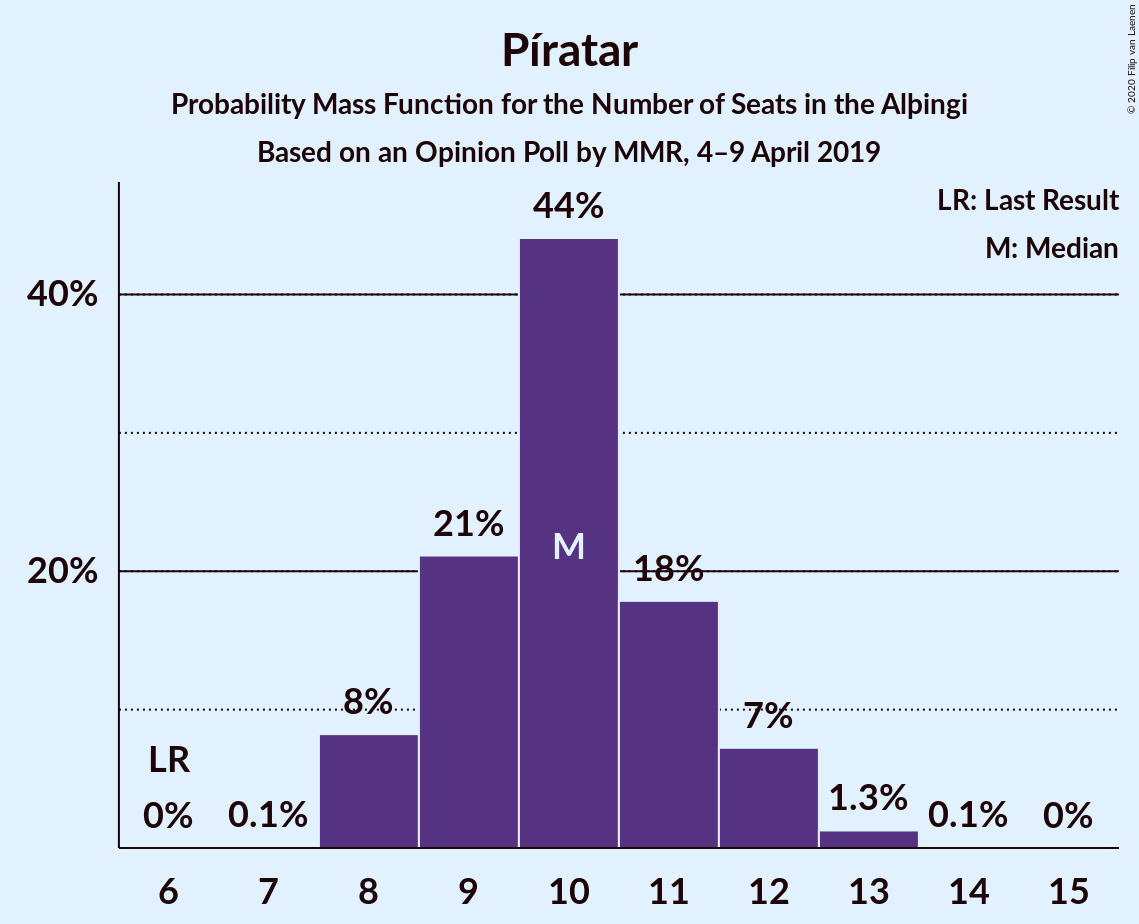 Píratar
Probability Mass Function for the Number of Seats in the Alþingi
Based on an Opinion Poll by MMR, 4–9 April 2019
© 2020 Filip van Laenen
LR: Last Result
M: Median
44%
40%
21%
M
20%
18%
8%
7%
LR
0%
0.1%
1.3%
0.1%
0%
6 7 8 9 10 11 12 13 14 15